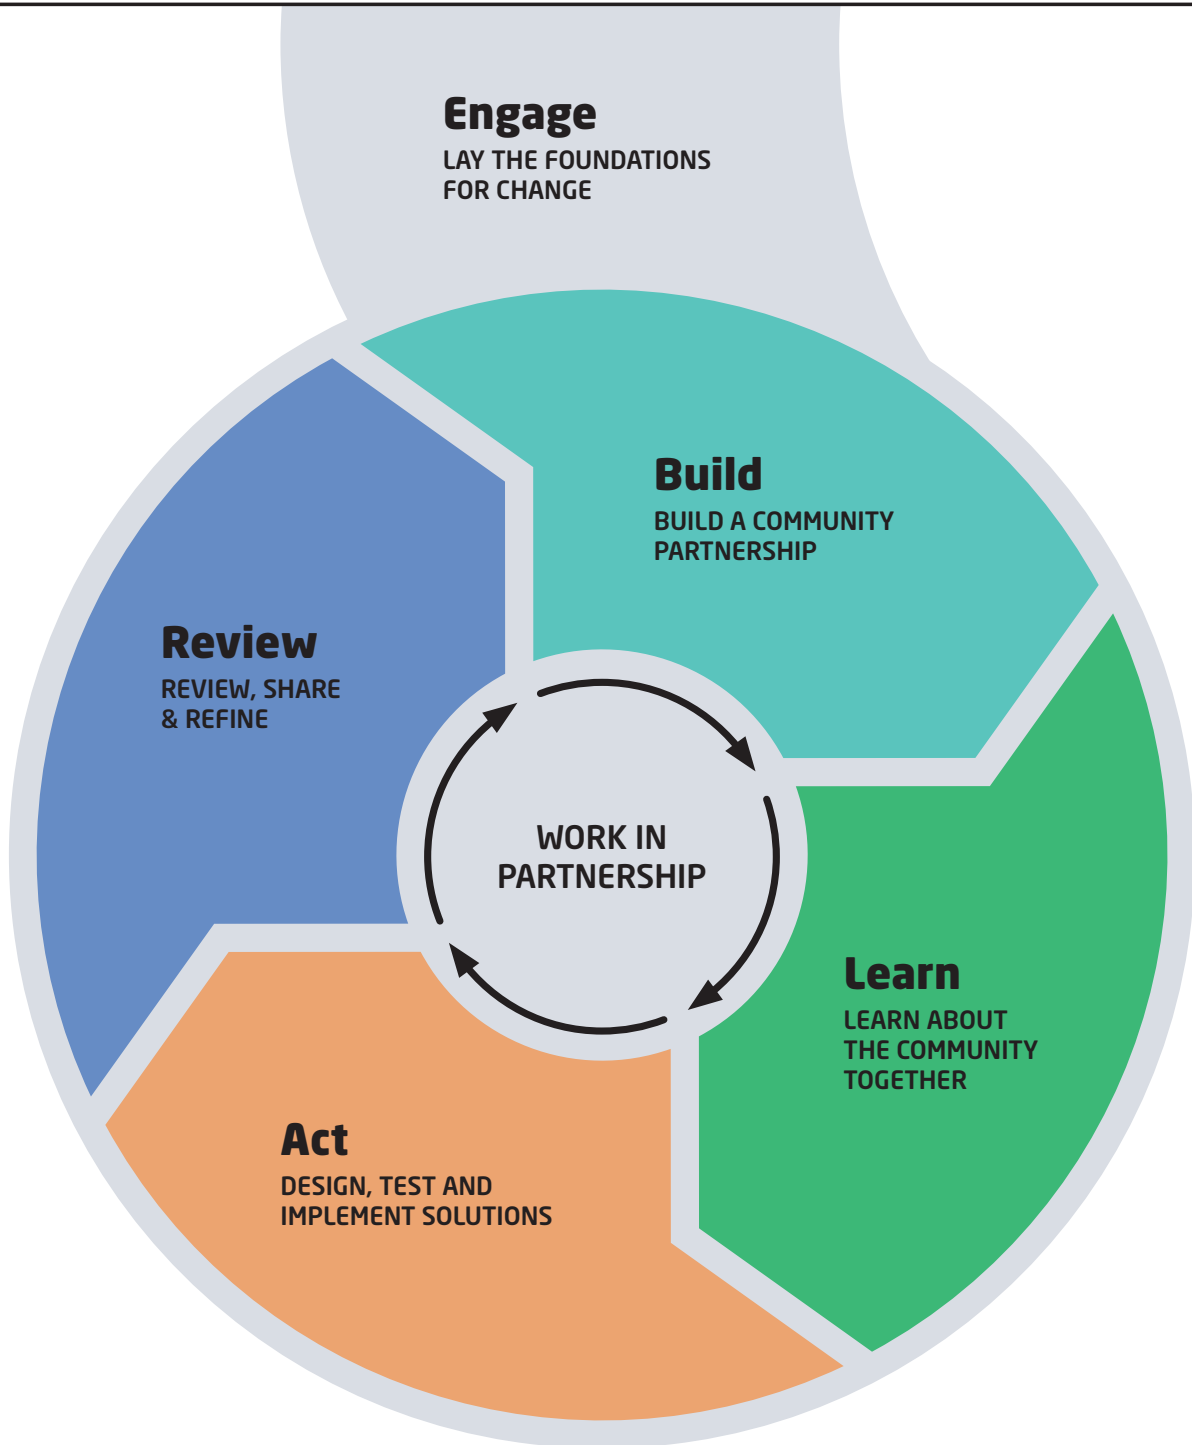 Engage
LAY THE FOUNDATIONS
FOR CHANGE
Build
BUILD A COMMUNITY
PARTNERSHIP
Review
REVIEW, SHARE
& REFINE
WORK IN
PARTNERSHIP
Learn
LEARN ABOUT
THE COMMUNITY
TOGETHER
Act
DESIGN, TEST AND
IMPLEMENT SOLUTIONS